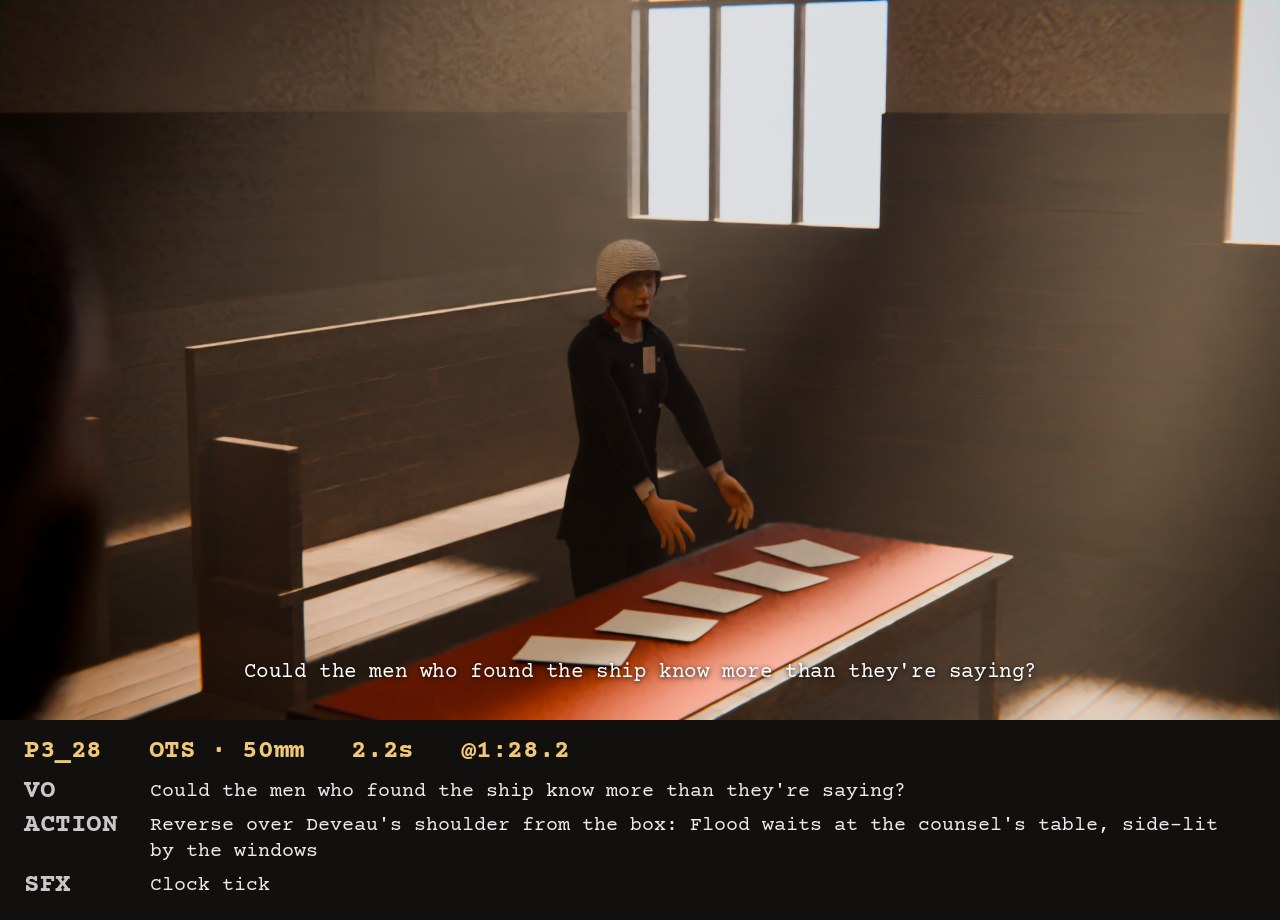 Could the men who found the ship know more than they're saying?
P3_28 OTS · 50mm 2.2s @1:28.2
VO Could the men who found the ship know more than they're saying?
ACTION Reverse over Deveau's shoulder from the box: Flood waits at the counsel's table, side-lit
by the windows
SFX Clock tick